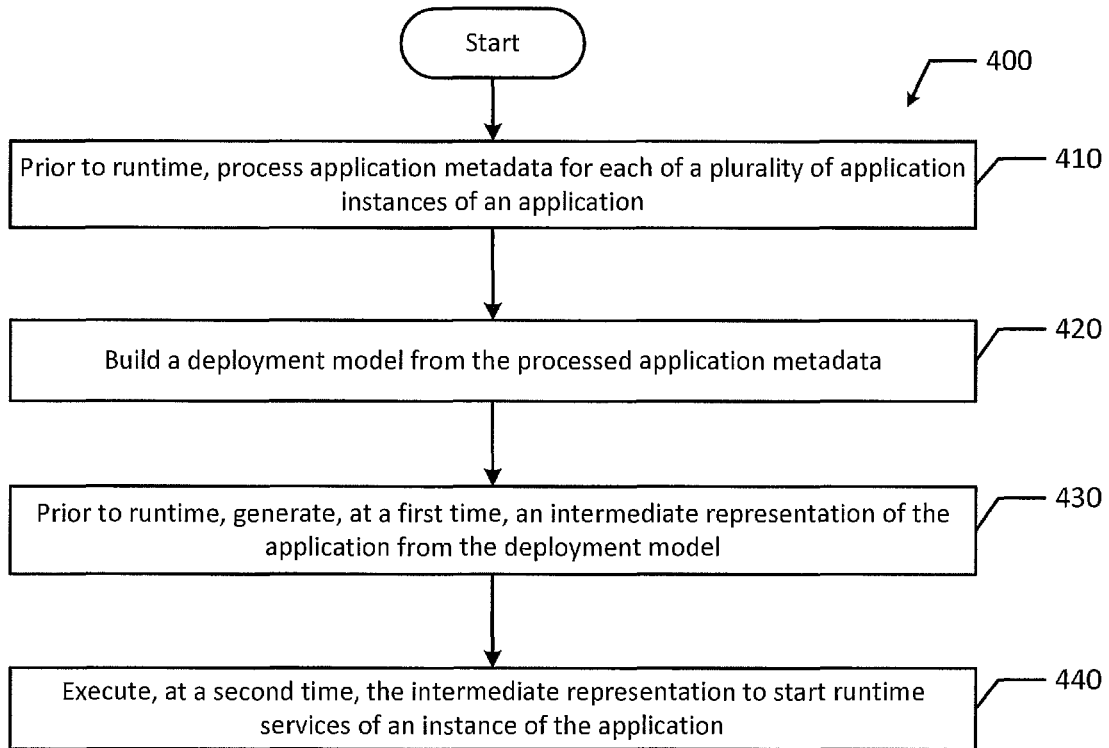 Start
400
Prior to runtime, process application metadata for each of a plurality of application
instances of an application
410
Build a deployment model from the processed application metadata
420
Prior to runtime, generate, at a first time, an intermediate representation of the
application from the deployment model
430
Execute, at a second time, the intermediate representation to start runtime
services of an instance of the application
440